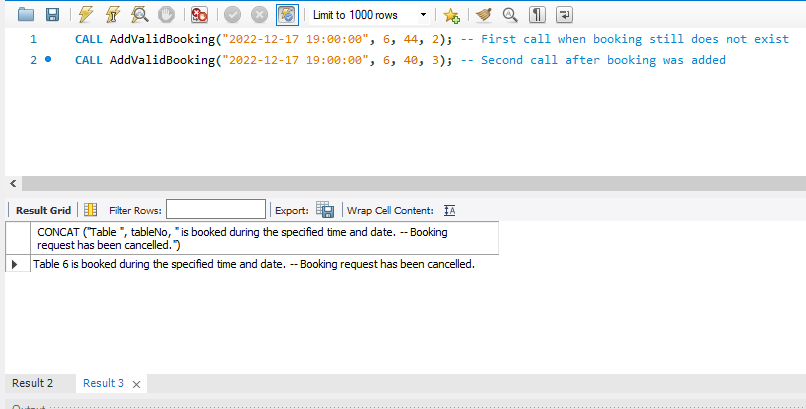 Limit to 1000 rows
1 CALL AddValidBooking("2022-12-17 19:00:00", 6, 44, 2); -- First call when booking still does not exist
2 CALL AddValidBooking("2022-12-17 19:00:00", 6, 40, 3); -- Second call after booking was added
Result Grid Filter Rows: Export: Wrap Cell Content: IA
CONCAT ("Table ", tableNo, " is booked during the specified time and date. -- Booking
request has been cancelled.")
Table 6 is booked during the specified time and date. -- Booking request has been cancelled.
Result 2 Result 3